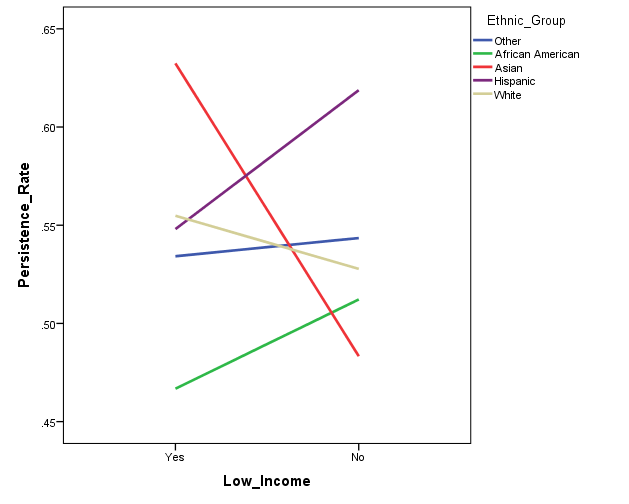 Ethnic_Group
Other
African American
Asian
Hispanic
White
.65
.60
.55
.50
.45
Persistence_Rate
Yes
No
Low_Income